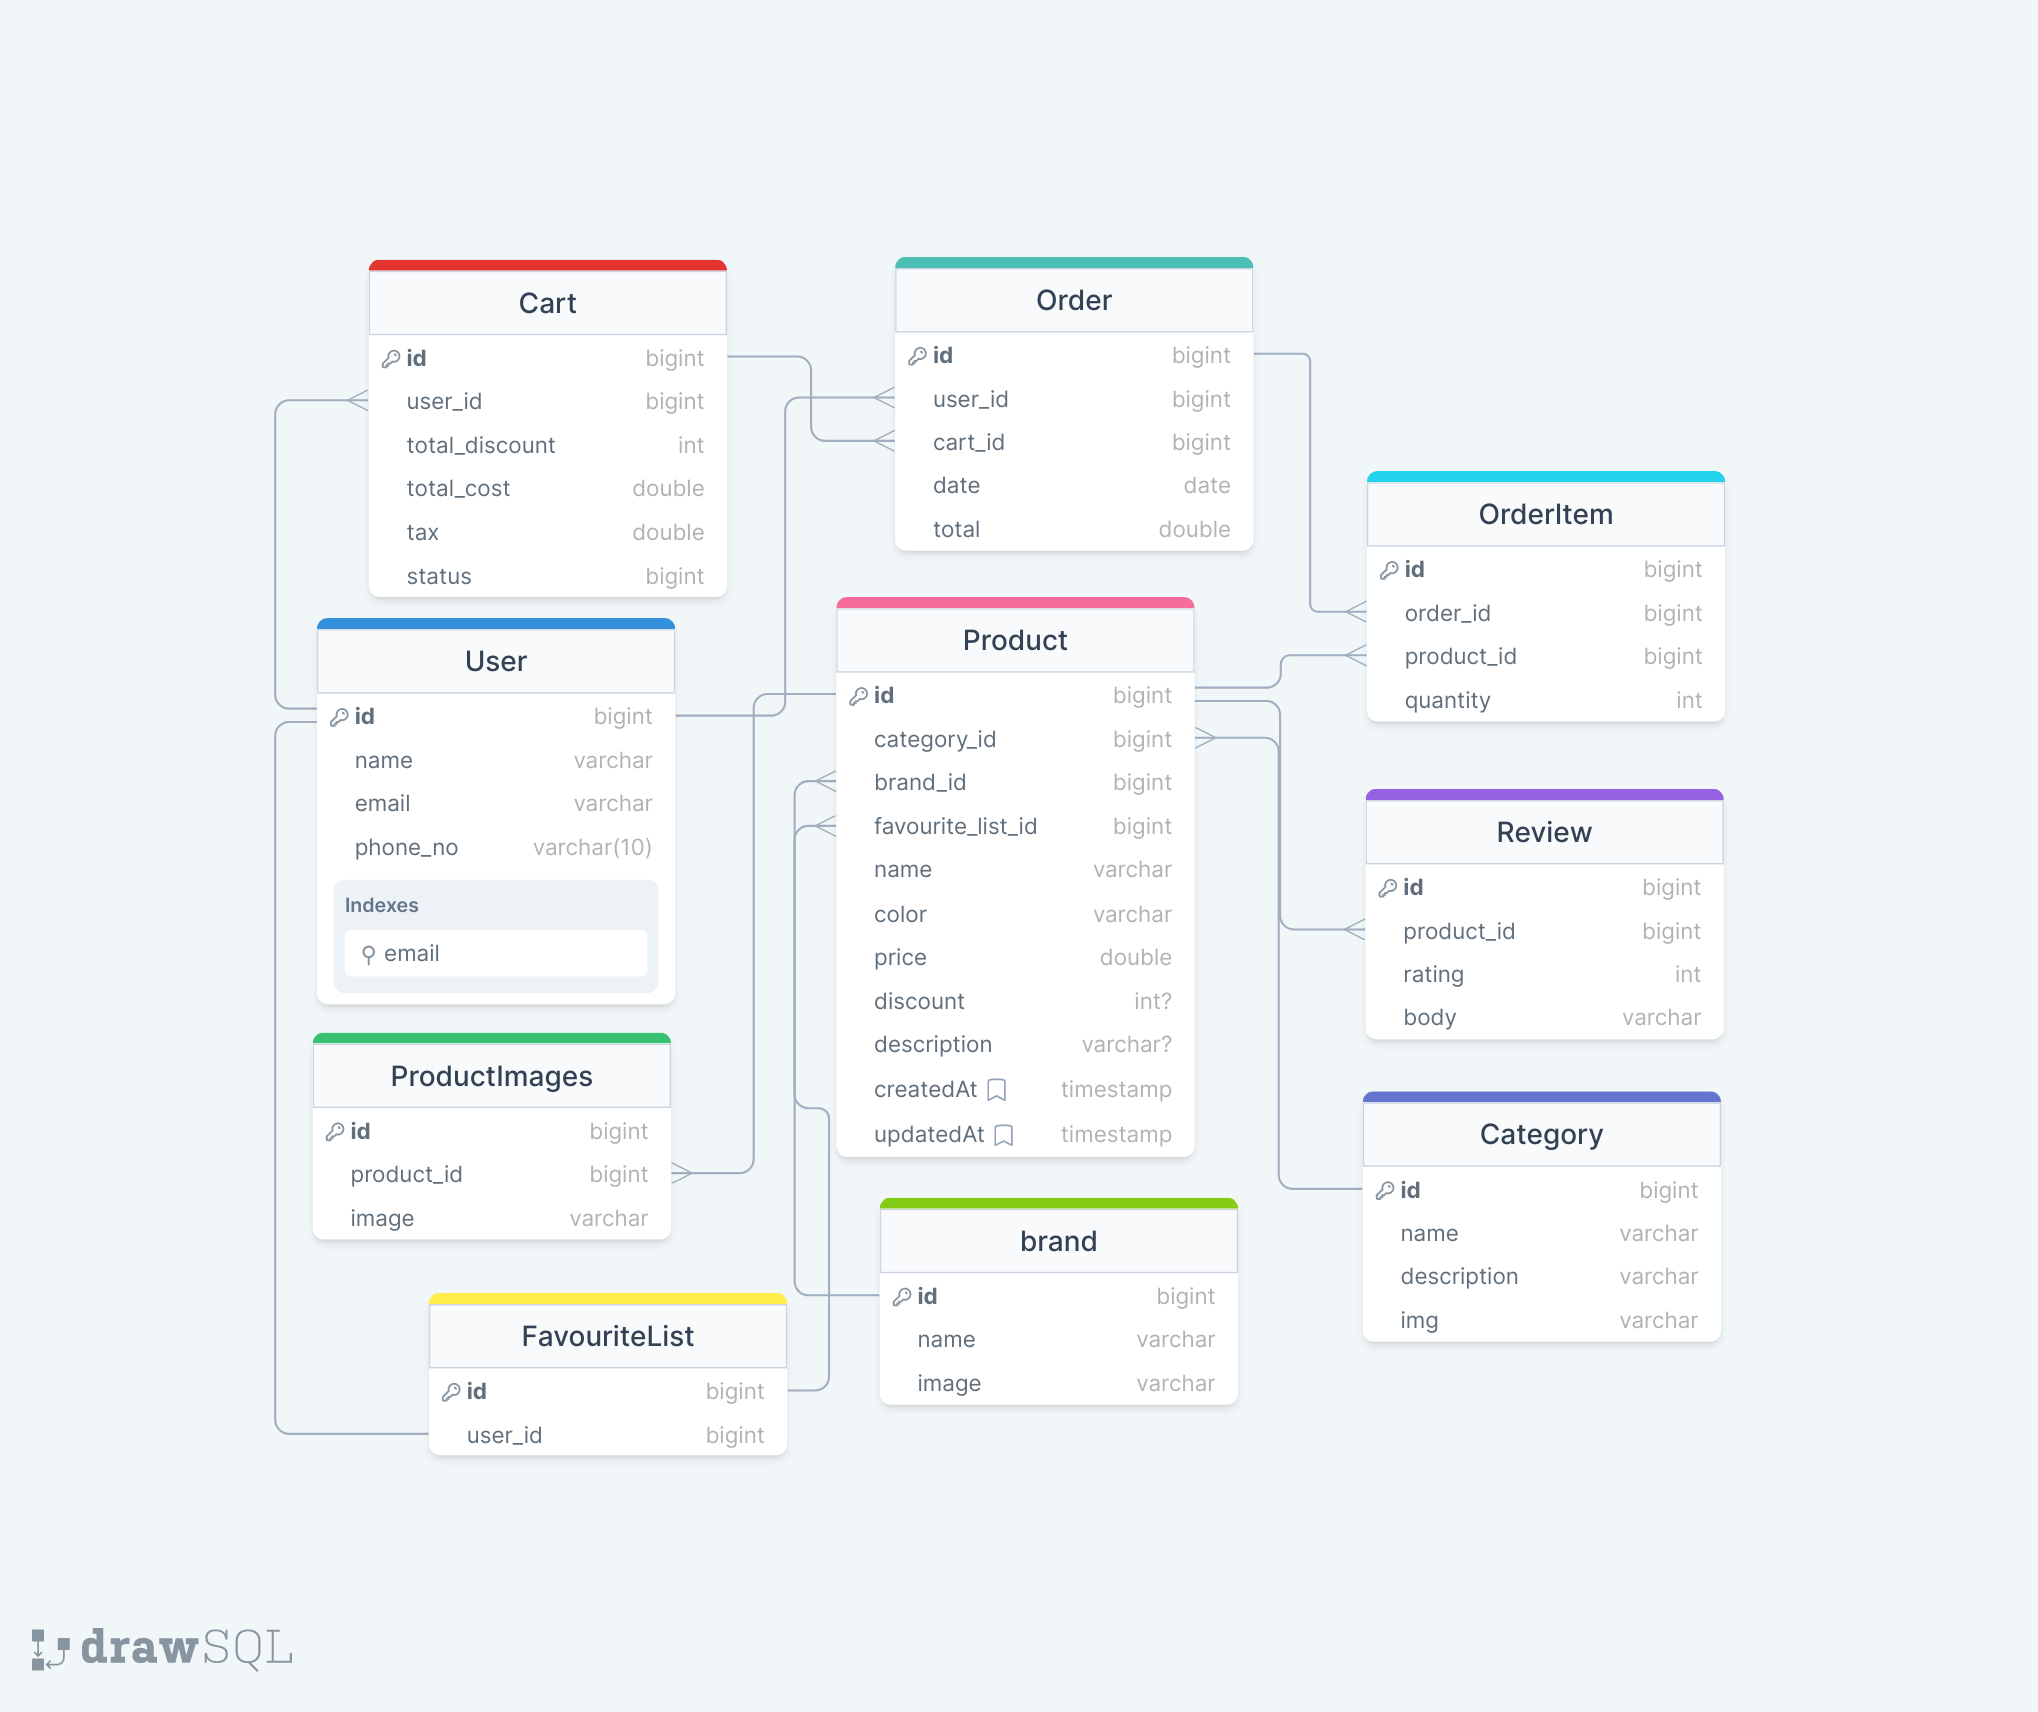 Cart
id bigint
user_id bigint
total_discount int
total_cost double
tax double
status bigint
Order
id bigint
user_id bigint
cart_id bigint
date date
total double
OrderItem
id bigint
order_id bigint
product_id bigint
quantity int
User
id bigint
name varchar
email varchar
phone_no varchar(10)
Indexes
email
Product
id bigint
category_id bigint
brand_id bigint
favourite_list_id bigint
name varchar
color varchar
price double
discount int?
description varchar?
createdAt timestamp
updatedAt timestamp
Review
id bigint
product_id bigint
rating int
body varchar
ProductImages
id bigint
product_id bigint
image varchar
Category
id bigint
name varchar
description varchar
img varchar
brand
id bigint
name varchar
image varchar
FavouriteList
id bigint
user_id bigint
drawSQL